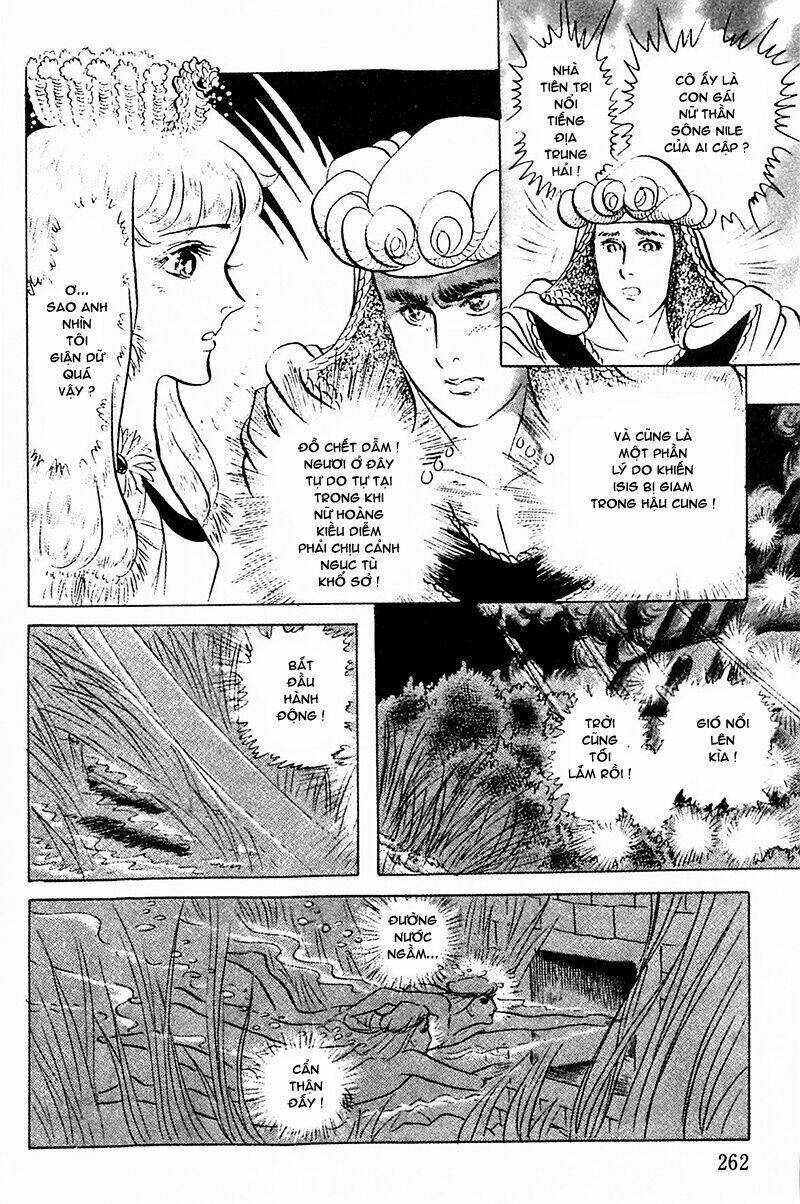 CÔ ẤY LÀ
CON GÁI
NỮ THẦN
SÔNG NILE
CỦA AI CẬP ?
NHÀ
TIÊN TRI
NỔI
TIẾNG
ĐỊA
TRUNG
HẢI !
VÀ CŨNG LÀ
MỘT PHẦN
LÝ DO KHIẾN
ISIS BỊ GIAM
TRONG HẬU CUNG !
ĐỒ CHẾT DẪM !
NGƯƠI Ở ĐÂY
TỰ DO TỰ TẠI
TRONG KHI
NỮ HOÀNG
KIỀU DIỄM
PHẢI CHỊU CẢNH
NGỤC TÙ
KHỔ SỞ !
Ơ...
SAO ANH
NHÌN
TÔI
GIẬN DỮ
QUÁ
VẬY ?
GIÓ NỔI
LÊN
KÌA !
TRỜI
CŨNG
TỐI
LẮM RỒI !
BẮT
ĐẦU
HÀNH
ĐỘNG !
ĐƯỜNG
NƯỚC
NGẦM...
CẨN
THẬN
ĐẤY !
262